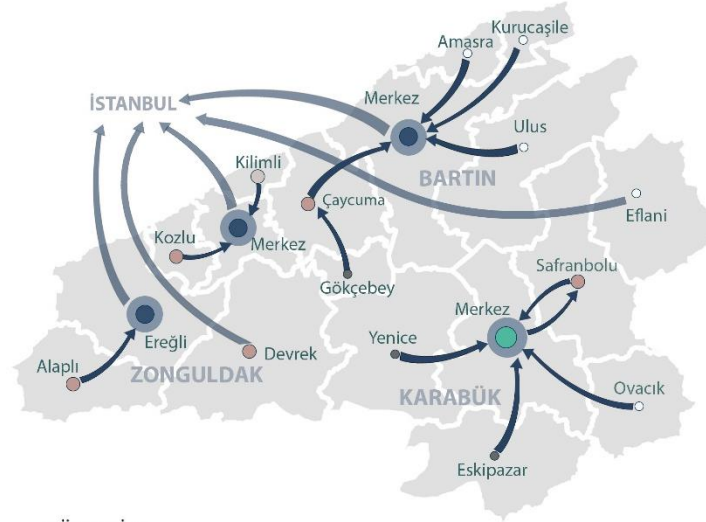 Kurucaşile
Amasra
Merkez
İSTANBUL
Ulus
Kilimli
BARTIN
Çaycuma
Eflani
Kozlu
Merkez
Safranbolu
Gökçebey
Merkez
Yenice
Ereğli
Devrek
Alaplı
ZONGULDAK
KARABÜK
Ovacık
Eskipazar